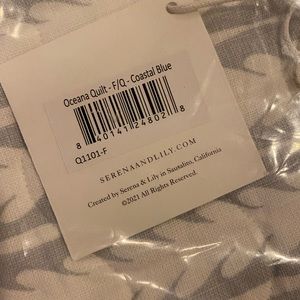 Oceana Quilt - F/Q - Coastal Blue
8 40141 24802 8
Q1101-F
SERENAANDLILY.COM
Created by Serena & Lily in Sausalito, California
©2021 All Rights Reserved.